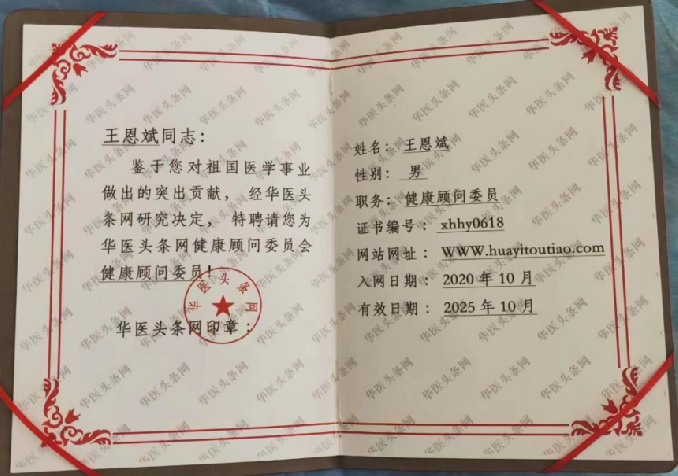 王恩斌同志：
鉴于您对祖国医学事业
做出的突出贡献，经华医头
条网研究决定，特聘请您为
华医头条网健康顾问委员会
健康顾问委员！
华医头条网
华医头条网印章：
姓名：王恩斌
性别：男
职务：健康顾问委员
证书编号：xhhy0618
网站网址：WWW.huayitoutiao.com
入网日期：2020年10月
有效日期：2025年10月